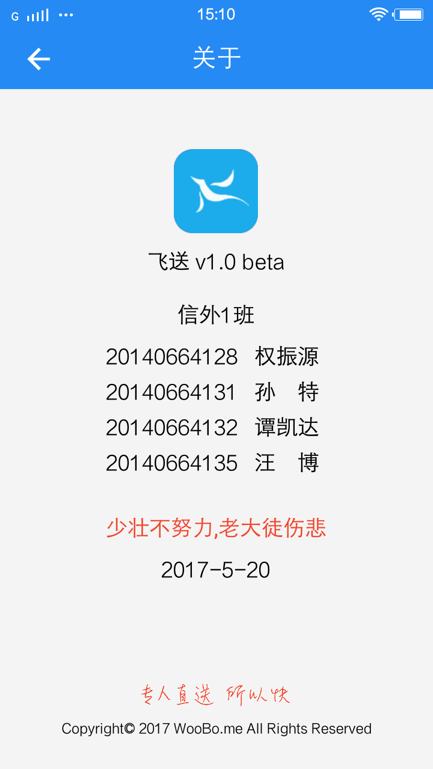 G 15:10
关于
飞送 v1.0 beta
信外1班
20140664128 权振源
20140664131 孙 特
20140664132 谭凯达
20140664135 汪 博
少壮不努力,老大徒伤悲
2017-5-20
专人直送 所以快
Copyright© 2017 WooBo.me All Rights Reserved